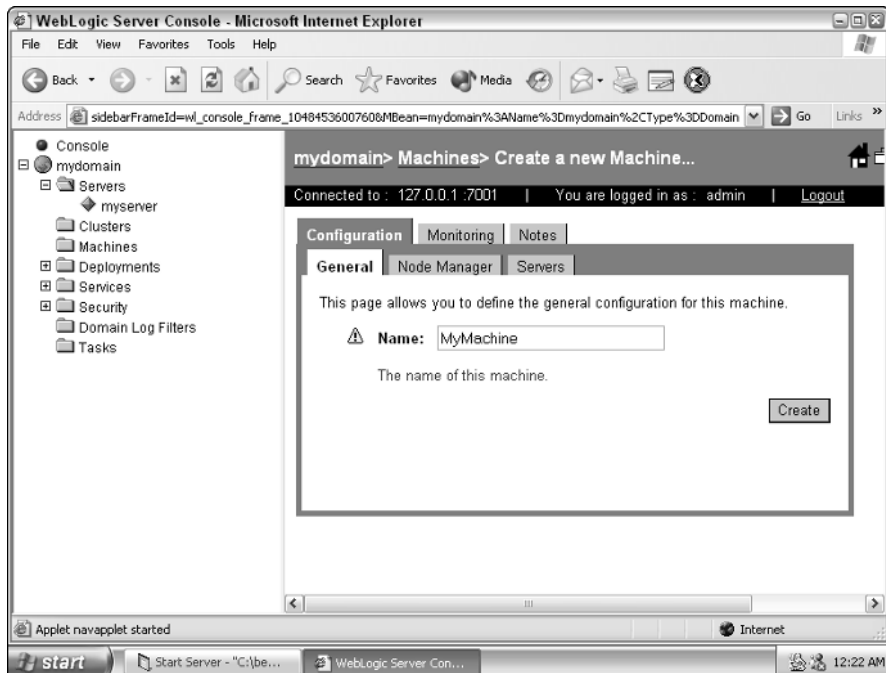 WebLogic Server Console - Microsoft Internet Explorer
File Edit View Favorites Tools Help
Back Search Favorites Media
Address sidebarFrameId=wl_console_frame_1048453600760&MBean=mydomain%3AName%3Dmydomain%2CType%3DDomain Go Links »
Console
mydomain
Servers
myserver
Clusters
Machines
Deployments
Services
Security
Domain Log Filters
Tasks
mydomain> Machines> Create a new Machine...
Connected to : 127.0.0.1 :7001 | You are logged in as : admin | Logout
Configuration Monitoring Notes
General Node Manager Servers
This page allows you to define the general configuration for this machine.
Name: MyMachine
The name of this machine.
Create
Applet navapplet started Internet
start Start Server - "C:\be... WebLogic Server Con... 12:22 AM